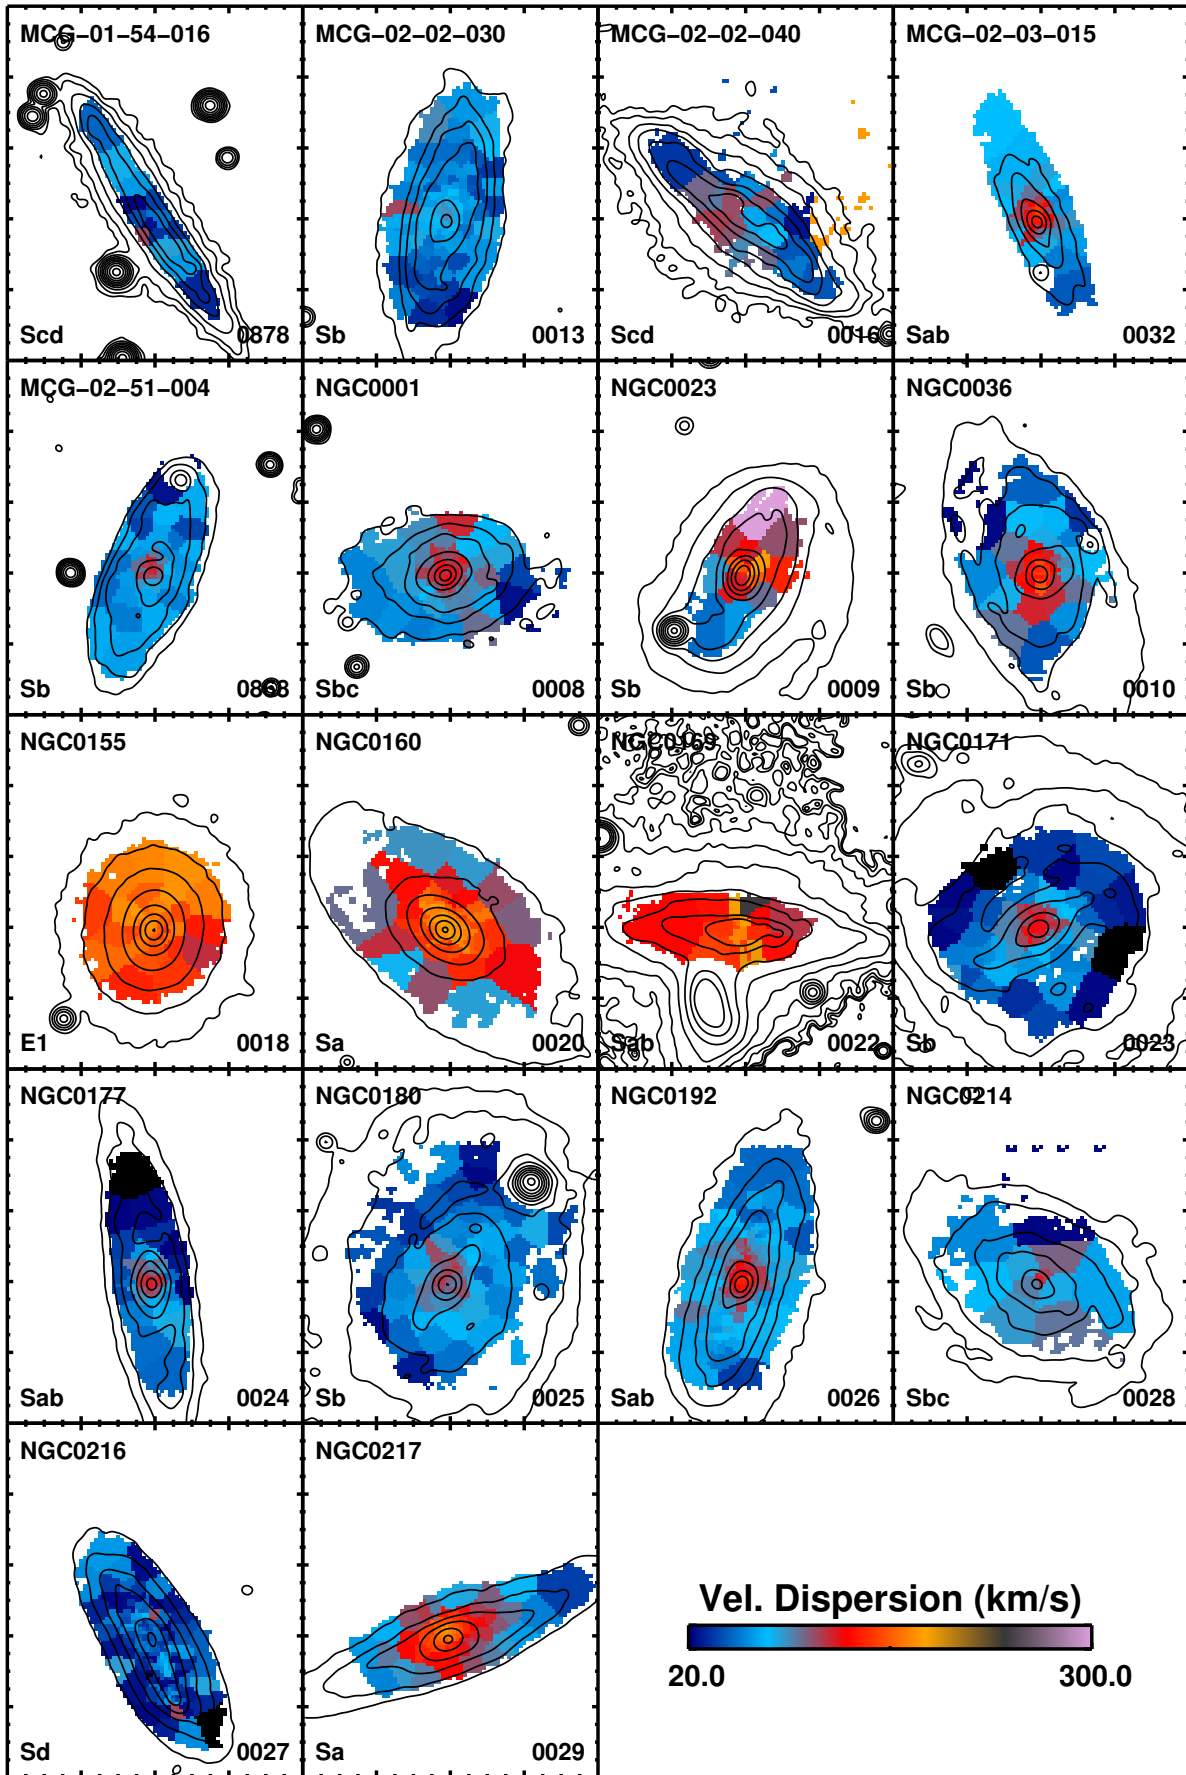 MCG−01−54−016
MCG−02−02−030
MCG−02−02−040
MCG−02−03−015
Scd 0878
Sb 0013
Scd 0016
Sab 0032
MCG−02−51−004
NGC0001
NGC0023
NGC0036
Sb 0868
Sbc 0008
Sb 0009
Sb 0010
NGC0155
NGC0160
NGC0169
NGC0171
E1 0018
Sa 0020
Sab 0022
Sb 0023
NGC0177
NGC0180
NGC0192
NGC0214
Sab 0024
Sb 0025
Sab 0026
Sbc 0028
NGC0216
NGC0217
Vel. Dispersion (km/s)
20.0 300.0
Sd 0027
Sa 0029